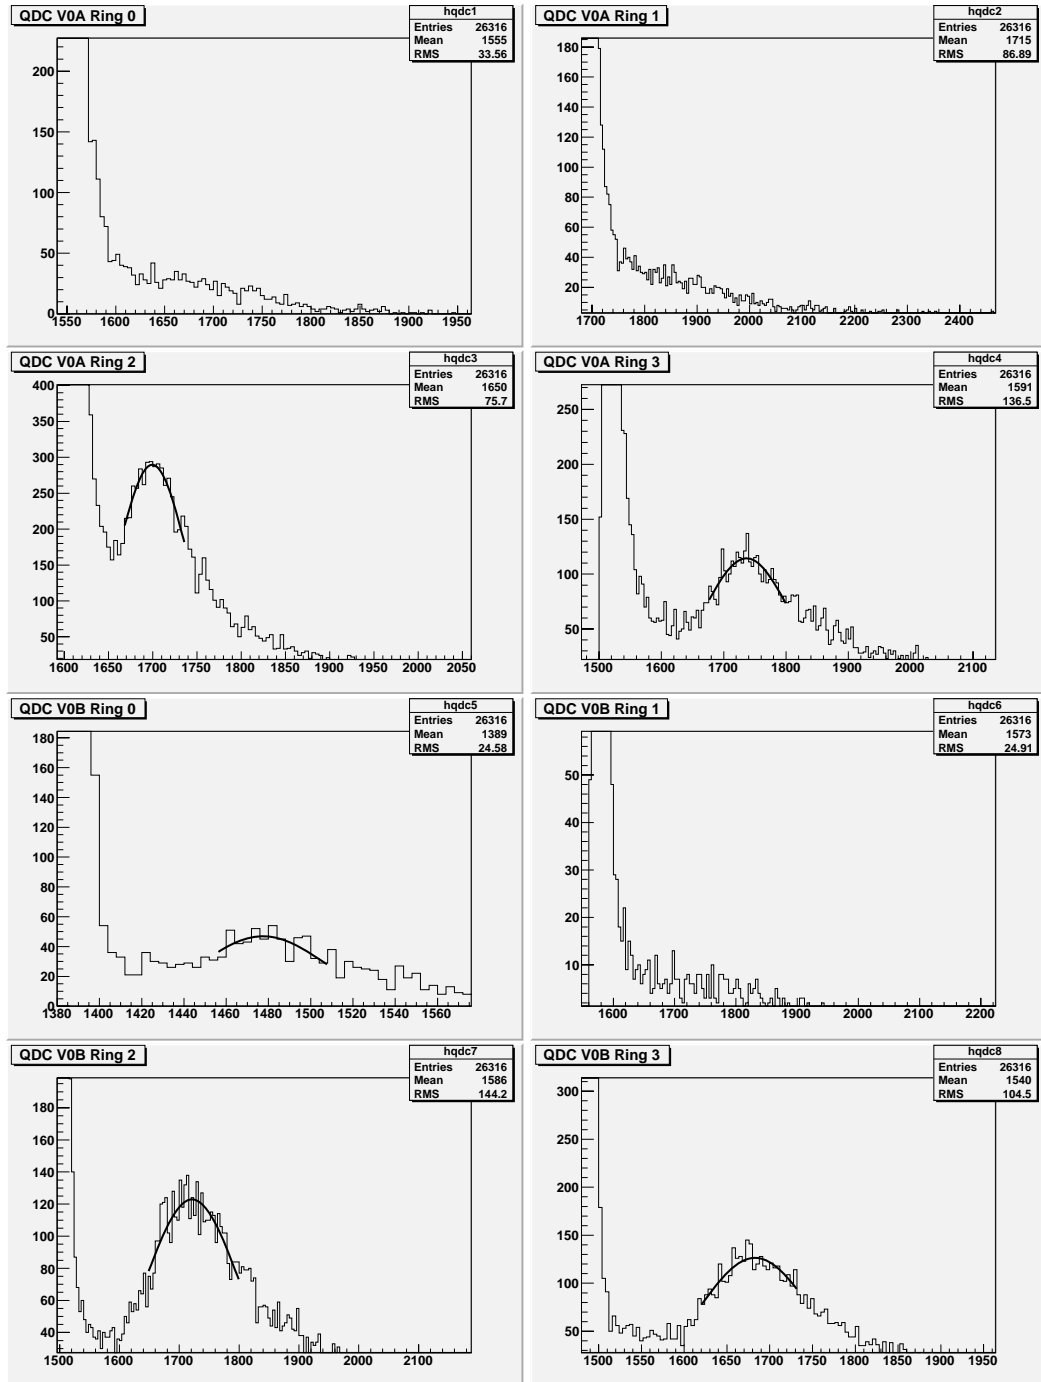 QDC V0A Ring 0
hqdc1
Entries 26316
Mean 1555
RMS 33.56
200
150
100
50
0
1550 1600 1650 1700 1750 1800 1850 1900 1950
QDC V0A Ring 1
hqdc2
Entries 26316
Mean 1715
RMS 86.89
180
160
140
120
100
80
60
40
20
1700 1800 1900 2000 2100 2200 2300 2400
QDC V0A Ring 2
hqdc3
Entries 26316
Mean 1650
RMS 75.7
400
350
300
250
200
150
100
50
1600 1650 1700 1750 1800 1850 1900 1950 2000 2050
QDC V0A Ring 3
hqdc4
Entries 26316
Mean 1591
RMS 136.5
250
200
150
100
50
1500 1600 1700 1800 1900 2000 2100
QDC V0B Ring 0
hqdc5
Entries 26316
Mean 1389
RMS 24.58
180
160
140
120
100
80
60
40
20
0
1380 1400 1420 1440 1460 1480 1500 1520 1540 1560
QDC V0B Ring 1
hqdc6
Entries 26316
Mean 1573
RMS 24.91
50
40
30
20
10
1600 1700 1800 1900 2000 2100 2200
QDC V0B Ring 2
hqdc7
Entries 26316
Mean 1586
RMS 144.2
180
160
140
120
100
80
60
40
1500 1600 1700 1800 1900 2000 2100
QDC V0B Ring 3
hqdc8
Entries 26316
Mean 1540
RMS 104.5
300
250
200
150
100
50
1500 1550 1600 1650 1700 1750 1800 1850 1900 1950